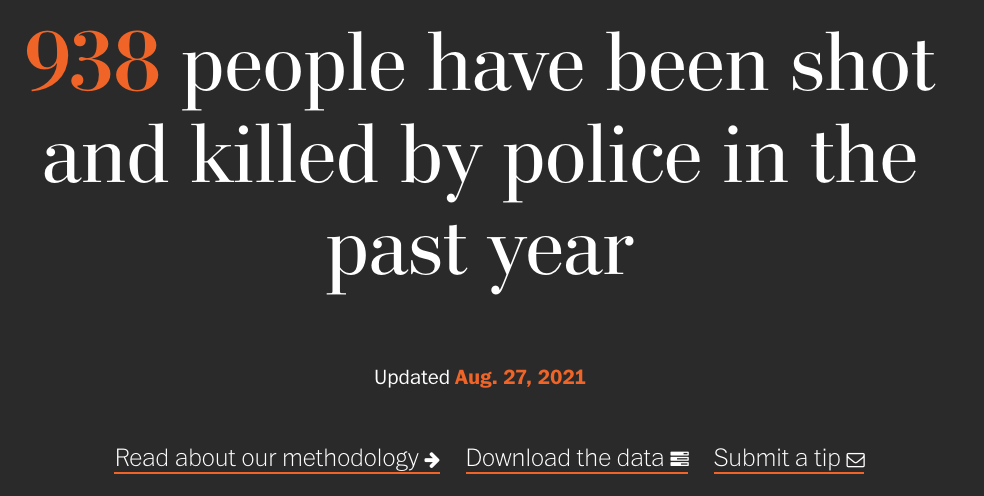 938 people have been shot
and killed by police in the
past year
Updated Aug. 27, 2021
Read about our methodology Download the data Submit a tip